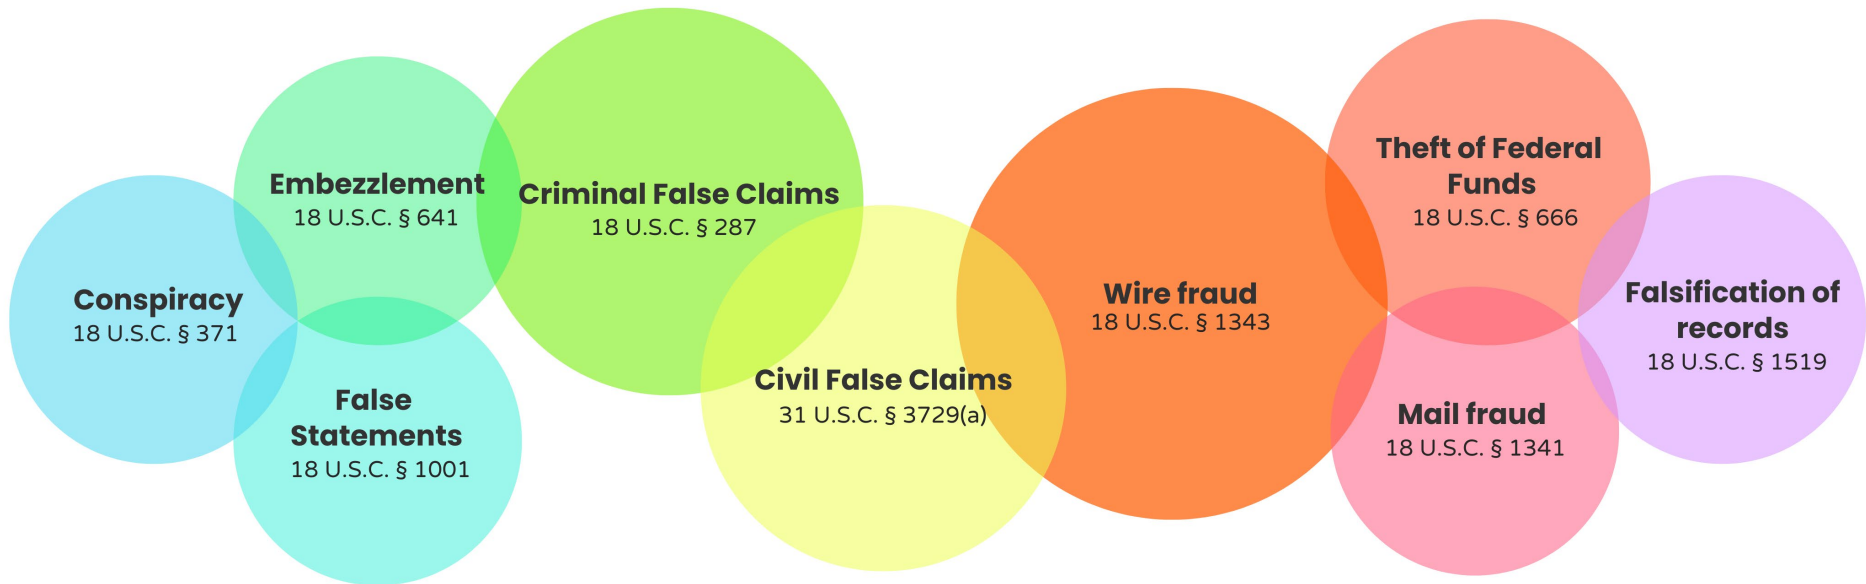 Conspiracy
18 U.S.C. § 371
Embezzlement
18 U.S.C. § 641
False
Statements
18 U.S.C. § 1001
Criminal False Claims
18 U.S.C. § 287
Civil False Claims
31 U.S.C. § 3729(a)
Wire fraud
18 U.S.C. § 1343
Theft of Federal
Funds
18 U.S.C. § 666
Mail fraud
18 U.S.C. § 1341
Falsification of
records
18 U.S.C. § 1519